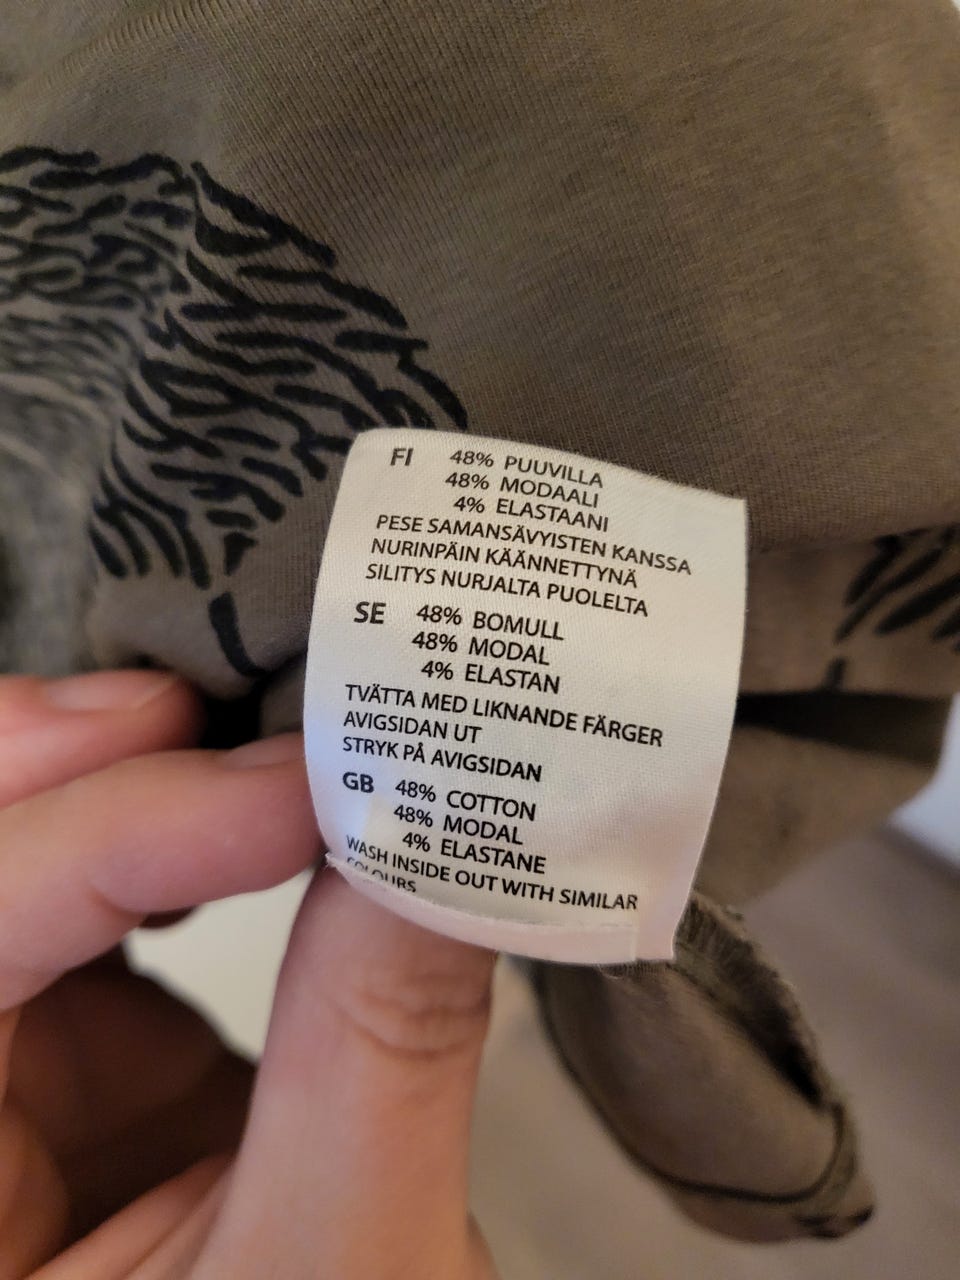 FI 48% PUUVILLA
48% MODAALI
4% ELASTAANI
PESE SAMANSÄVYISTEN KANSSA
NURINPÄIN KÄÄNNETTYNÄ
SILITYS NURJALTA PUOLELTA
SE 48% BOMULL
48% MODAL
4% ELASTAN
TVÄTTA MED LIKNANDE FÄRGER
AVIGSIDAN UT
STRYK PÅ AVIGSIDAN
GB 48% COTTON
48% MODAL
4% ELASTANE
WASH INSIDE OUT WITH SIMILAR
COLOURS